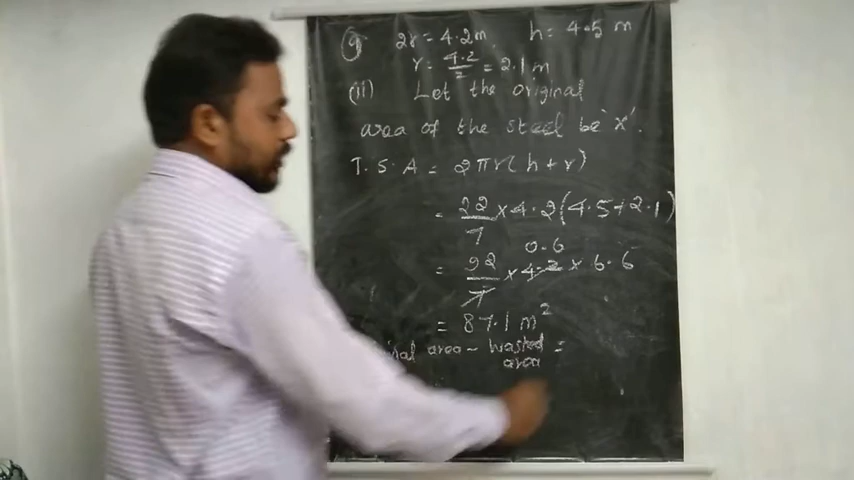 9 2r = 4.2m. h = 4.5 m
r = 4.2/2 = 2.1 m
(ii) Let the original
area of the steel be 'x'.
T.S.A = 2πr(h+r)
= 22/7 × 4.2(4.5+2.1)
0.6
= 22/7 × 4.2 × 6.6
= 87.1 m²
area - wasted =
area